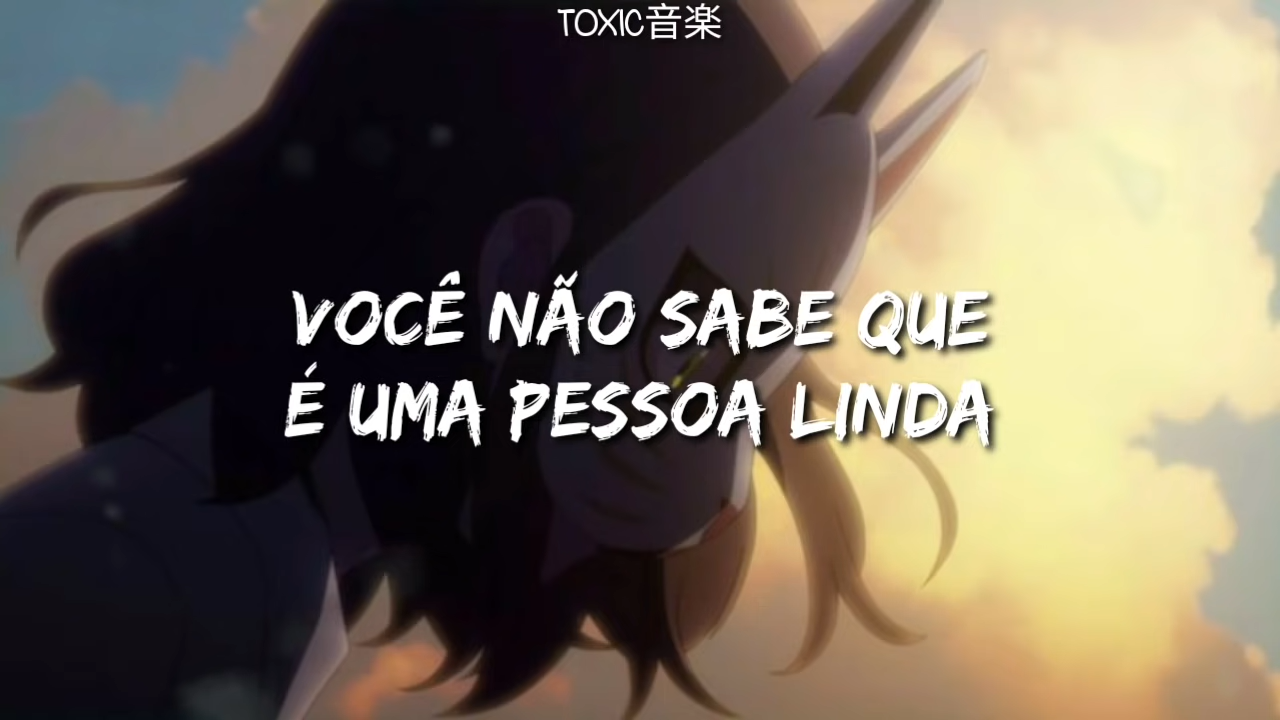 TOXIC音楽
VOCÊ NÃO SABE QUE
É UMA PESSOA LINDA